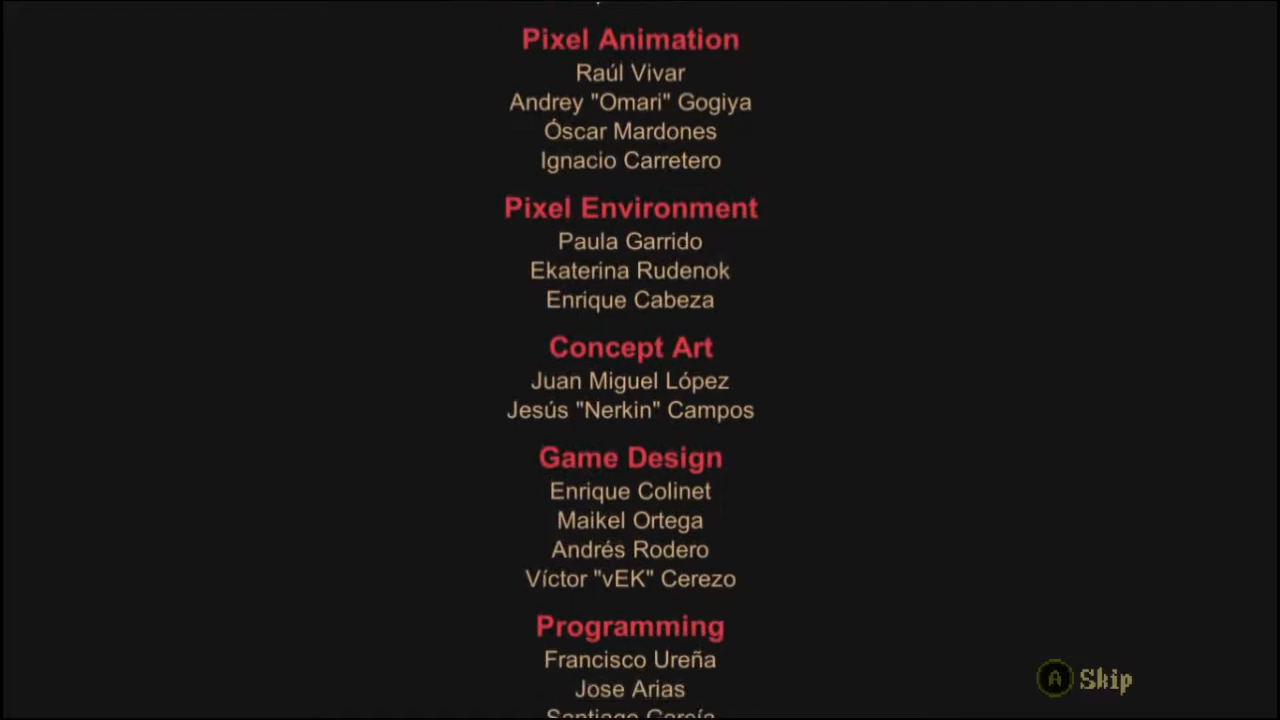 Pixel Animation
Raúl Vivar
Andrey "Omari" Gogiya
Óscar Mardones
Ignacio Carretero
Pixel Environment
Paula Garrido
Ekaterina Rudenok
Enrique Cabeza
Concept Art
Juan Miguel López
Jesús "Nerkin" Campos
Game Design
Enrique Colinet
Maikel Ortega
Andrés Rodero
Víctor "vEK" Cerezo
Programming
Francisco Ureña
Jose Arias
Santiago García
A Skip